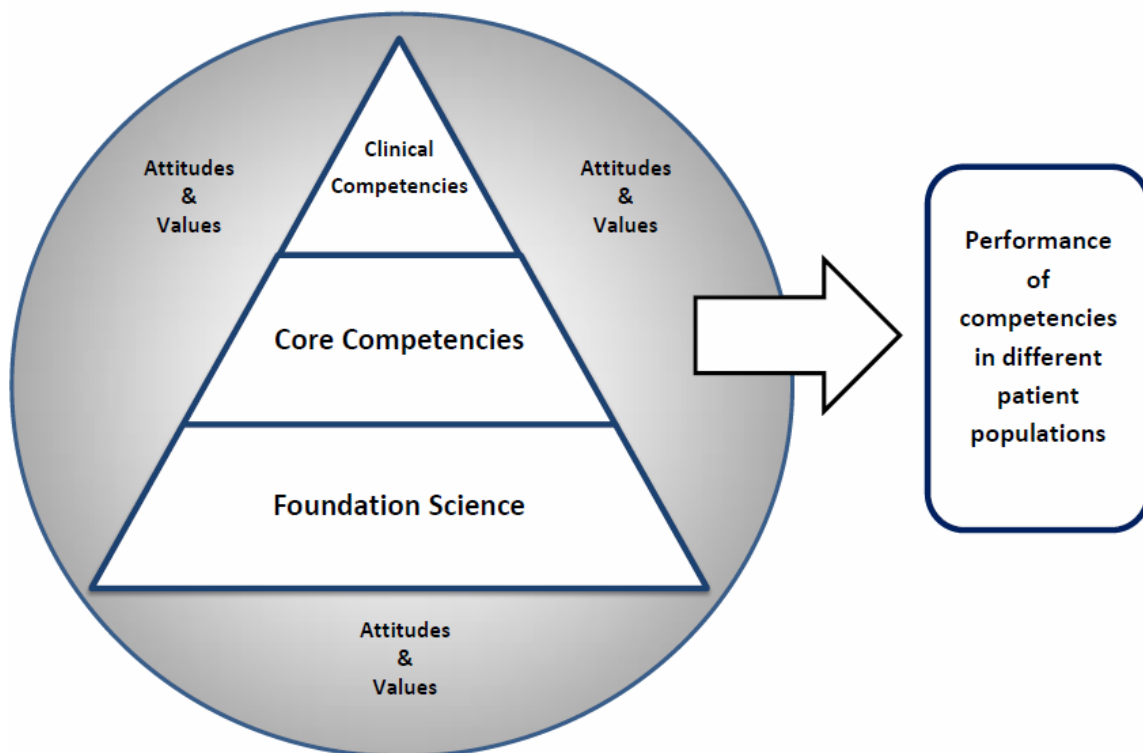 Clinical
Competencies
Attitudes
&
Values
Attitudes
&
Values
Core Competencies
Foundation Science
Attitudes
&
Values
Performance
of
competencies
in different
patient
populations